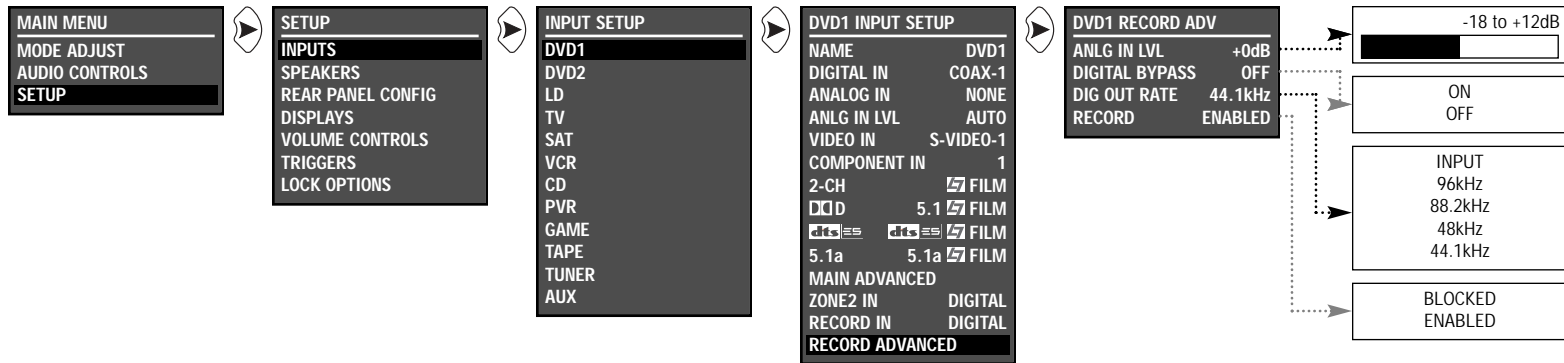 MAIN MENU
MODE ADJUST
AUDIO CONTROLS
SETUP
SETUP
INPUTS
SPEAKERS
REAR PANEL CONFIG
DISPLAYS
VOLUME CONTROLS
TRIGGERS
LOCK OPTIONS
INPUT SETUP
DVD1
DVD2
LD
TV
SAT
VCR
CD
PVR
GAME
TAPE
TUNER
AUX
DVD1 INPUT SETUP
NAME DVD1
DIGITAL IN COAX-1
ANALOG IN NONE
ANLG IN LVL AUTO
VIDEO IN S-VIDEO-1
COMPONENT IN 1
2-CH FILM
D 5.1 FILM
dts ES dts ES FILM
5.1a 5.1a FILM
MAIN ADVANCED
ZONE2 IN DIGITAL
RECORD IN DIGITAL
RECORD ADVANCED
DVD1 RECORD ADV
ANLG IN LVL +0dB
DIGITAL BYPASS OFF
DIG OUT RATE 44.1kHz
RECORD ENABLED
-18 to +12dB
ON
OFF
INPUT
96kHz
88.2kHz
48kHz
44.1kHz
BLOCKED
ENABLED